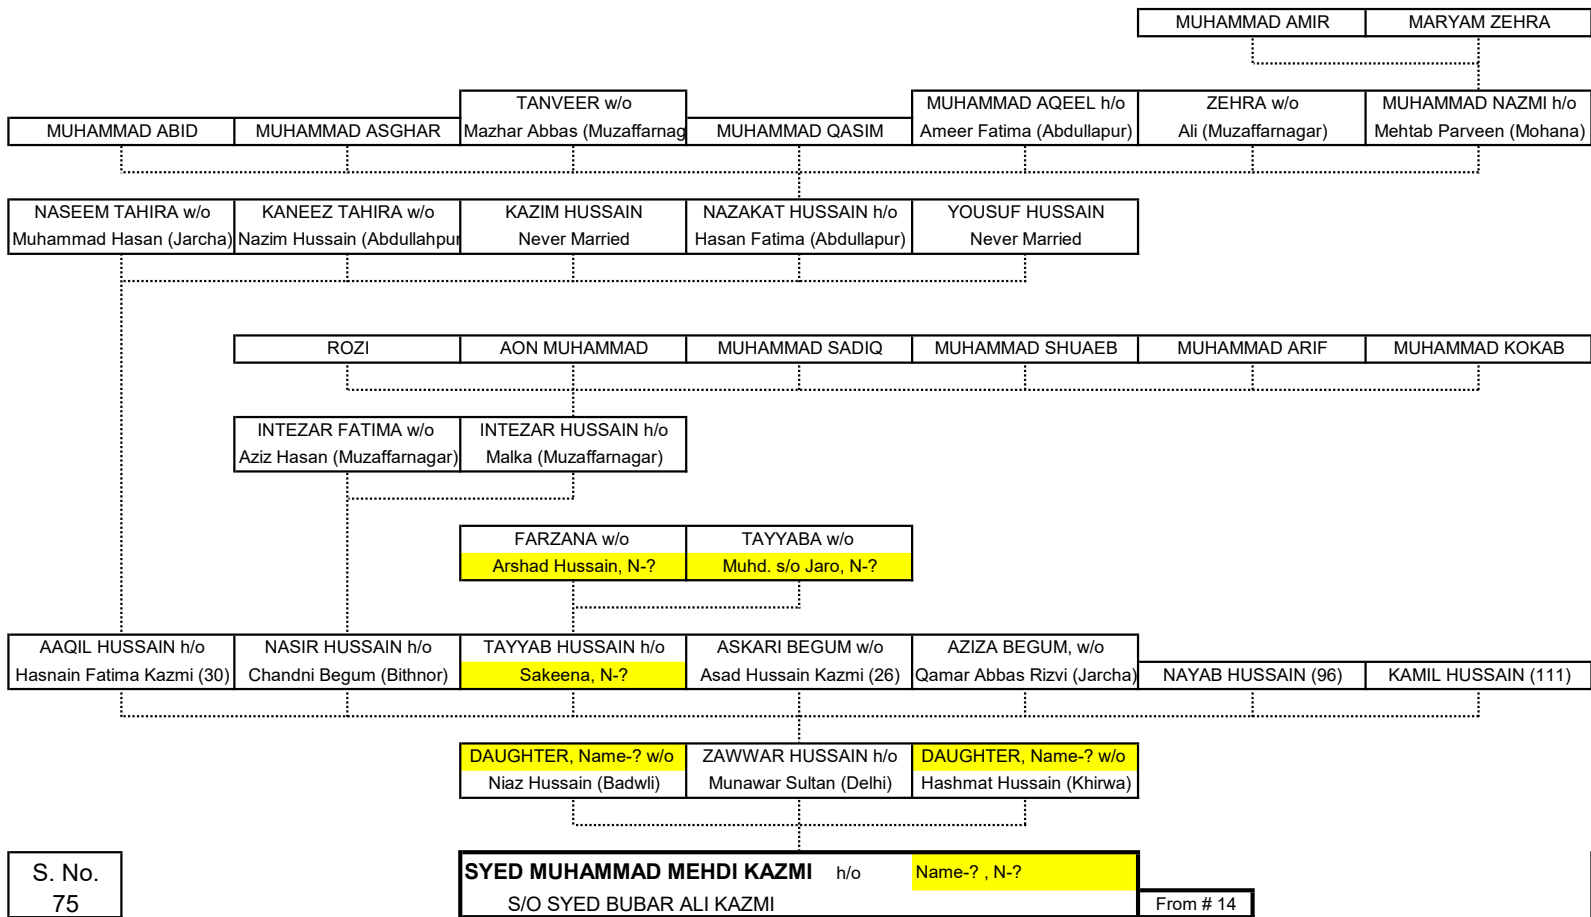 MUHAMMAD AMIR
MARYAM ZEHRA
MUHAMMAD ABID
MUHAMMAD ASGHAR
TANVEER w/o
Mazhar Abbas (Muzaffarnag
MUHAMMAD QASIM
MUHAMMAD AQEEL h/o
Ameer Fatima (Abdullapur)
ZEHRA w/o
Ali (Muzaffarnagar)
MUHAMMAD NAZMI h/o
Mehtab Parveen (Mohana)
NASEEM TAHIRA w/o
Muhammad Hasan (Jarcha)
KANEEZ TAHIRA w/o
Nazim Hussain (Abdullahpur
KAZIM HUSSAIN
Never Married
NAZAKAT HUSSAIN h/o
Hasan Fatima (Abdullapur)
YOUSUF HUSSAIN
Never Married
ROZI
AON MUHAMMAD
MUHAMMAD SADIQ
MUHAMMAD SHUAEB
MUHAMMAD ARIF
MUHAMMAD KOKAB
INTEZAR FATIMA w/o
Aziz Hasan (Muzaffarnagar)
INTEZAR HUSSAIN h/o
Malka (Muzaffarnagar)
FARZANA w/o
Arshad Hussain, N-?
TAYYABA w/o
Muhd. s/o Jaro, N-?
AAQIL HUSSAIN h/o
Hasnain Fatima Kazmi (30)
NASIR HUSSAIN h/o
Chandni Begum (Bithnor)
TAYYAB HUSSAIN h/o
Sakeena, N-?
ASKARI BEGUM w/o
Asad Hussain Kazmi (26)
AZIZA BEGUM, w/o
Qamar Abbas Rizvi (Jarcha)
NAYAB HUSSAIN (96)
KAMIL HUSSAIN (111)
DAUGHTER, Name-? w/o
Niaz Hussain (Badwli)
ZAWWAR HUSSAIN h/o
Munawar Sultan (Delhi)
DAUGHTER, Name-? w/o
Hashmat Hussain (Khirwa)
S. No.
75
SYED MUHAMMAD MEHDI KAZMI h/o Name-? , N-?
S/O SYED BUBAR ALI KAZMI
From # 14